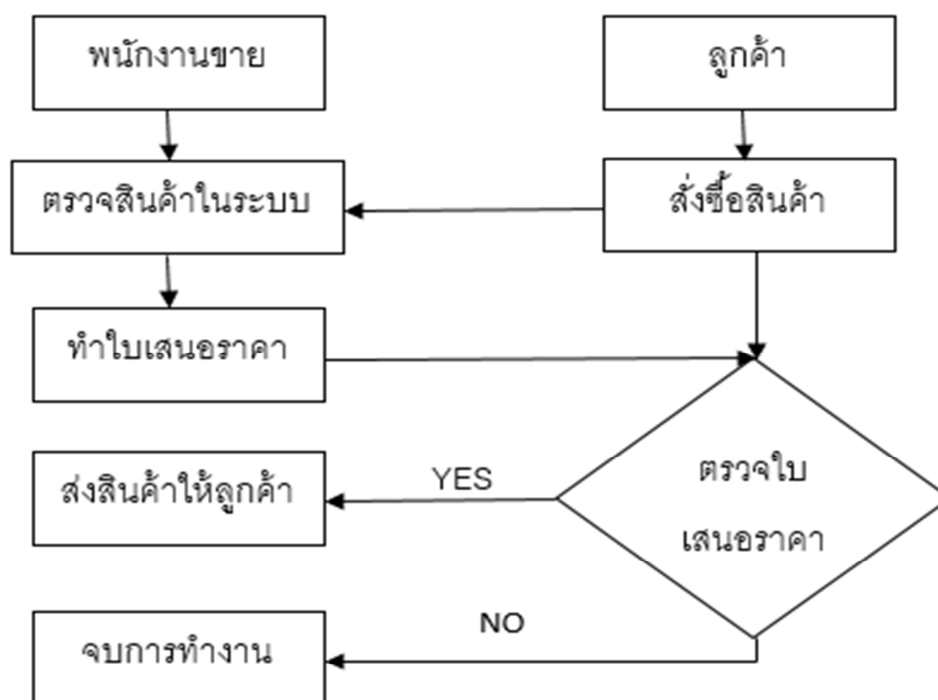 พนักงานขาย
ลูกค้า
ตรวจสินค้าในระบบ
สั่งซื้อสินค้า
ทำใบเสนอราคา
ตรวจใบ
เสนอราคา
YES
ส่งสินค้าให้ลูกค้า
NO
จบการทำงาน